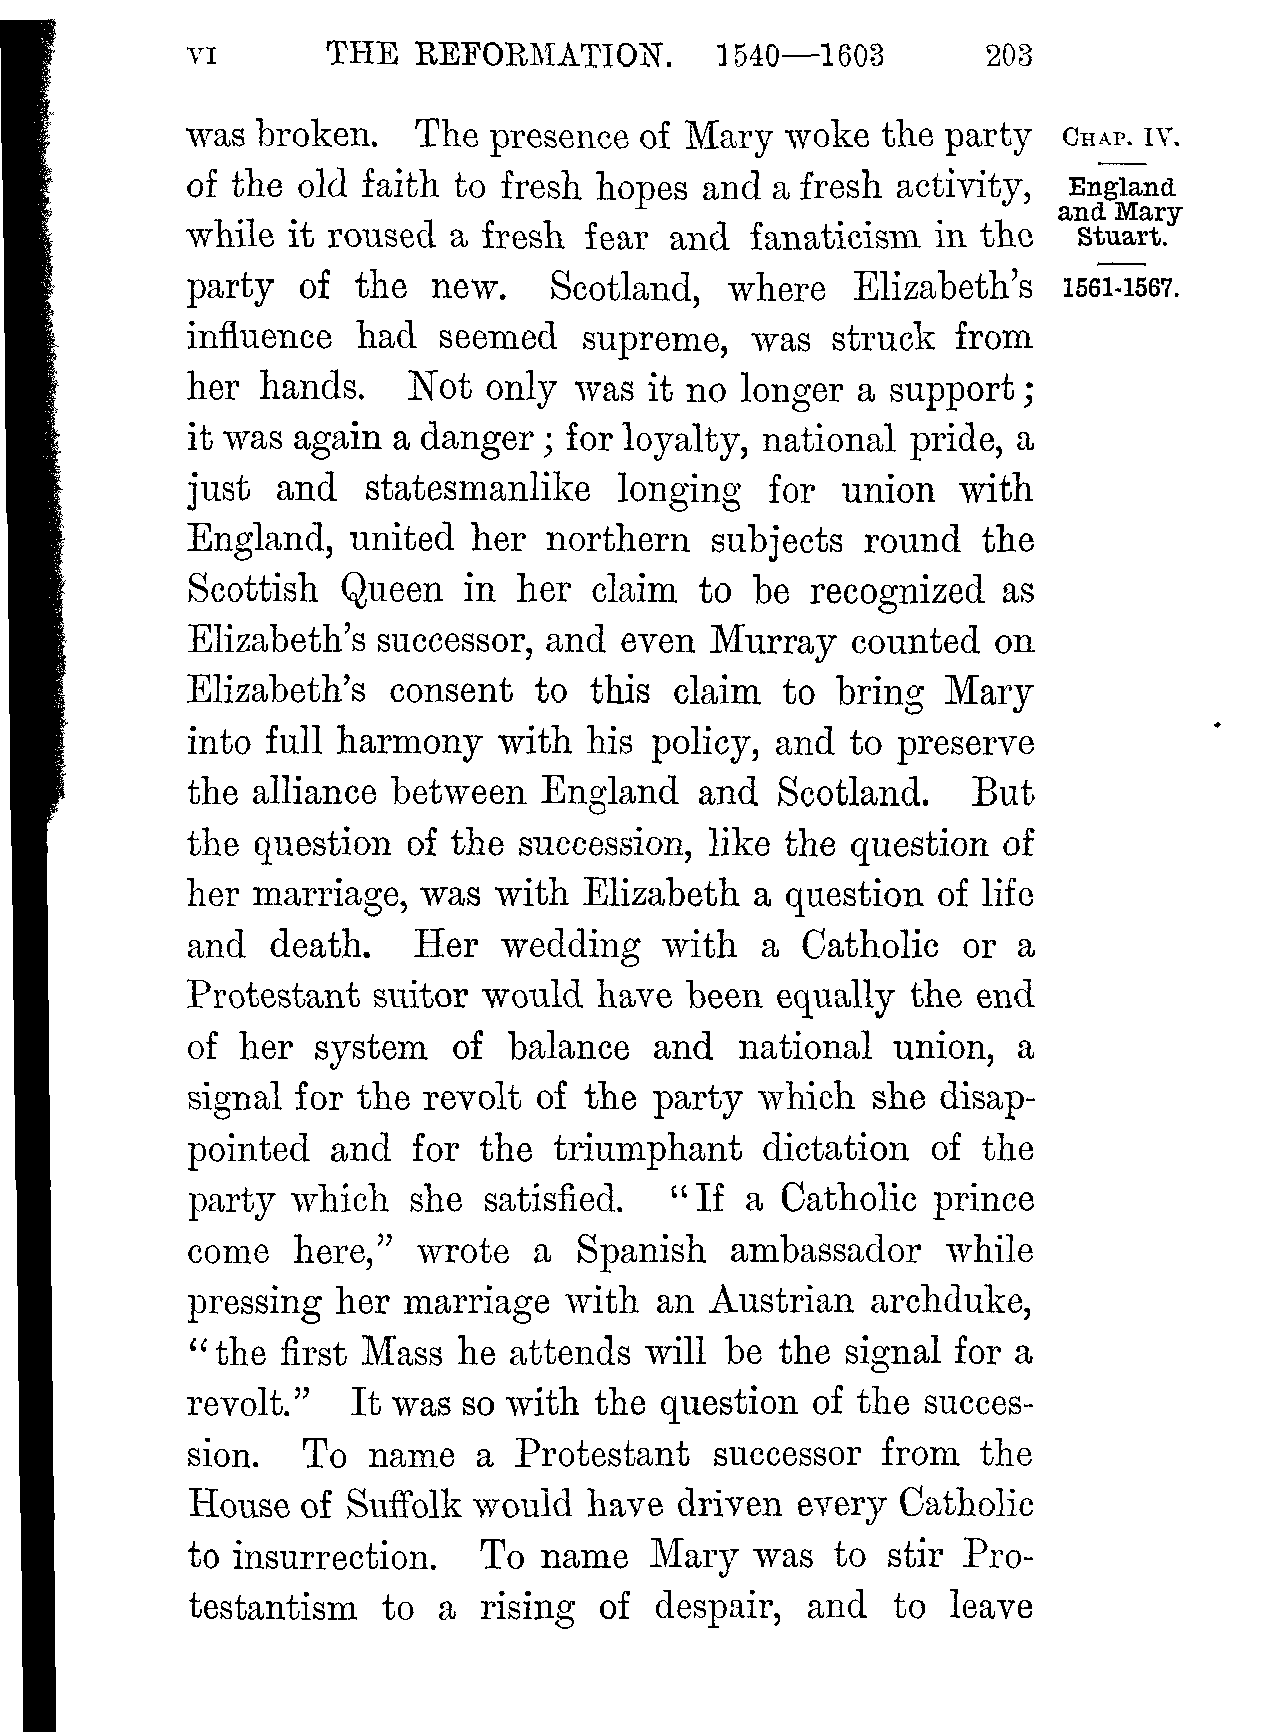 VI THE REFORMATION. 1540—1603 203
was broken. The presence of Mary woke the party
of the old faith to fresh hopes and a fresh activity,
while it roused a fresh fear and fanaticism in the
party of the new. Scotland, where Elizabeth's
influence had seemed supreme, was struck from
her hands. Not only was it no longer a support;
it was again a danger; for loyalty, national pride, a
just and statesmanlike longing for union with
England, united her northern subjects round the
Scottish Queen in her claim to be recognized as
Elizabeth's successor, and even Murray counted on
Elizabeth's consent to this claim to bring Mary
into full harmony with his policy, and to preserve
the alliance between England and Scotland. But
the question of the succession, like the question of
her marriage, was with Elizabeth a question of life
and death. Her wedding with a Catholic or a
Protestant suitor would have been equally the end
of her system of balance and national union, a
signal for the revolt of the party which she disap-
pointed and for the triumphant dictation of the
party which she satisfied. "If a Catholic prince
come here," wrote a Spanish ambassador while
pressing her marriage with an Austrian archduke,
"the first Mass he attends will be the signal for a
revolt." It was so with the question of the succes-
sion. To name a Protestant successor from the
House of Suffolk would have driven every Catholic
to insurrection. To name Mary was to stir Pro-
testantism to a rising of despair, and to leave
CHAP. IV.
England
and Mary
Stuart.
1561-1567.